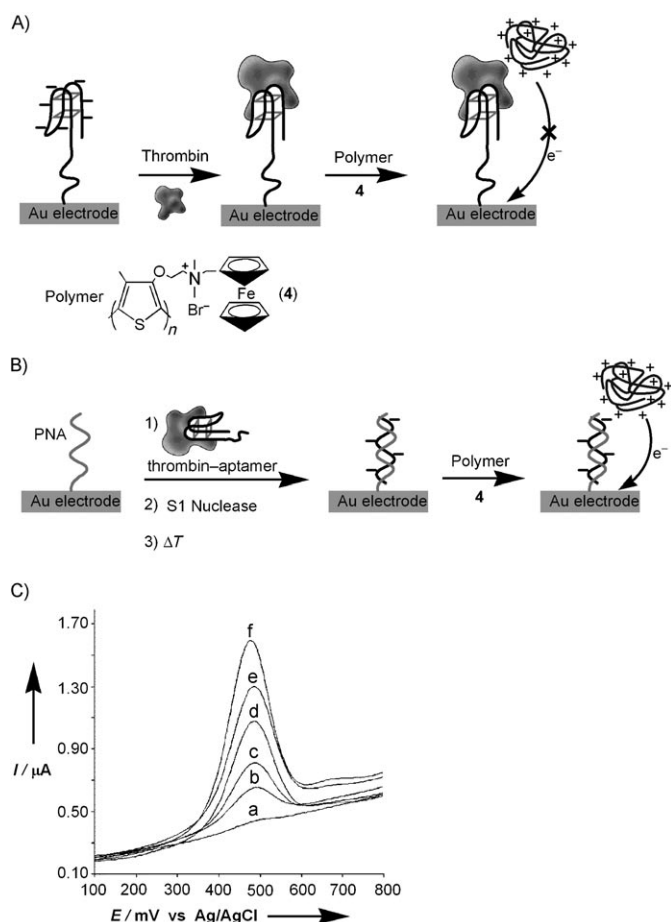 A)
Thrombin
Polymer
4
e−
Au electrode
Au electrode
Au electrode
Polymer
O
+
N
Br−
S
n
Fe
(4)
B)
PNA
1)
thrombin–aptamer
Polymer
4
e−
Au electrode
2) S1 Nuclease
Au electrode
Au electrode
3) ΔT
C)
1.70
f
1.30
e
d
0.90
c
I / μA
b
0.50
a
0.10
100 200 300 400 500 600 700 800
E / mV vs Ag/AgCl